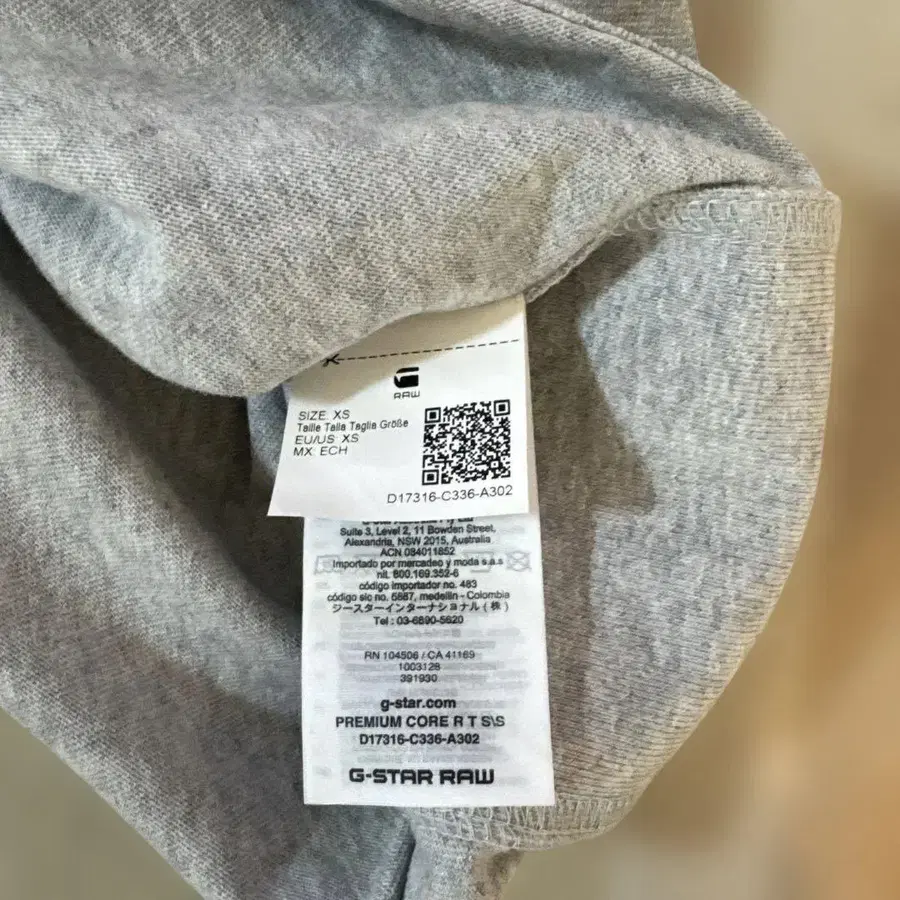 RAW
SIZE: XS
Taille Talla Taglia Größe
EU/US: XS
MX: ECH
D17316-C336-A302
Suite 3, Level 2, 11 Bowden Street,
Alexandria, NSW 2015, Australia
ACN 084011852
Importado por mercadeo y moda s.a.s
nit. 800.169.352-6
código importador no. 483
código sic no. 5887, medellin - Colombia
ジースターインターナショナル(株)
Tel : 03-6890-5620
RN 104506 / CA 41169
1003128
391930
g-star.com
PREMIUM CORE R T S\S
D17316-C336-A302
G-STAR RAW